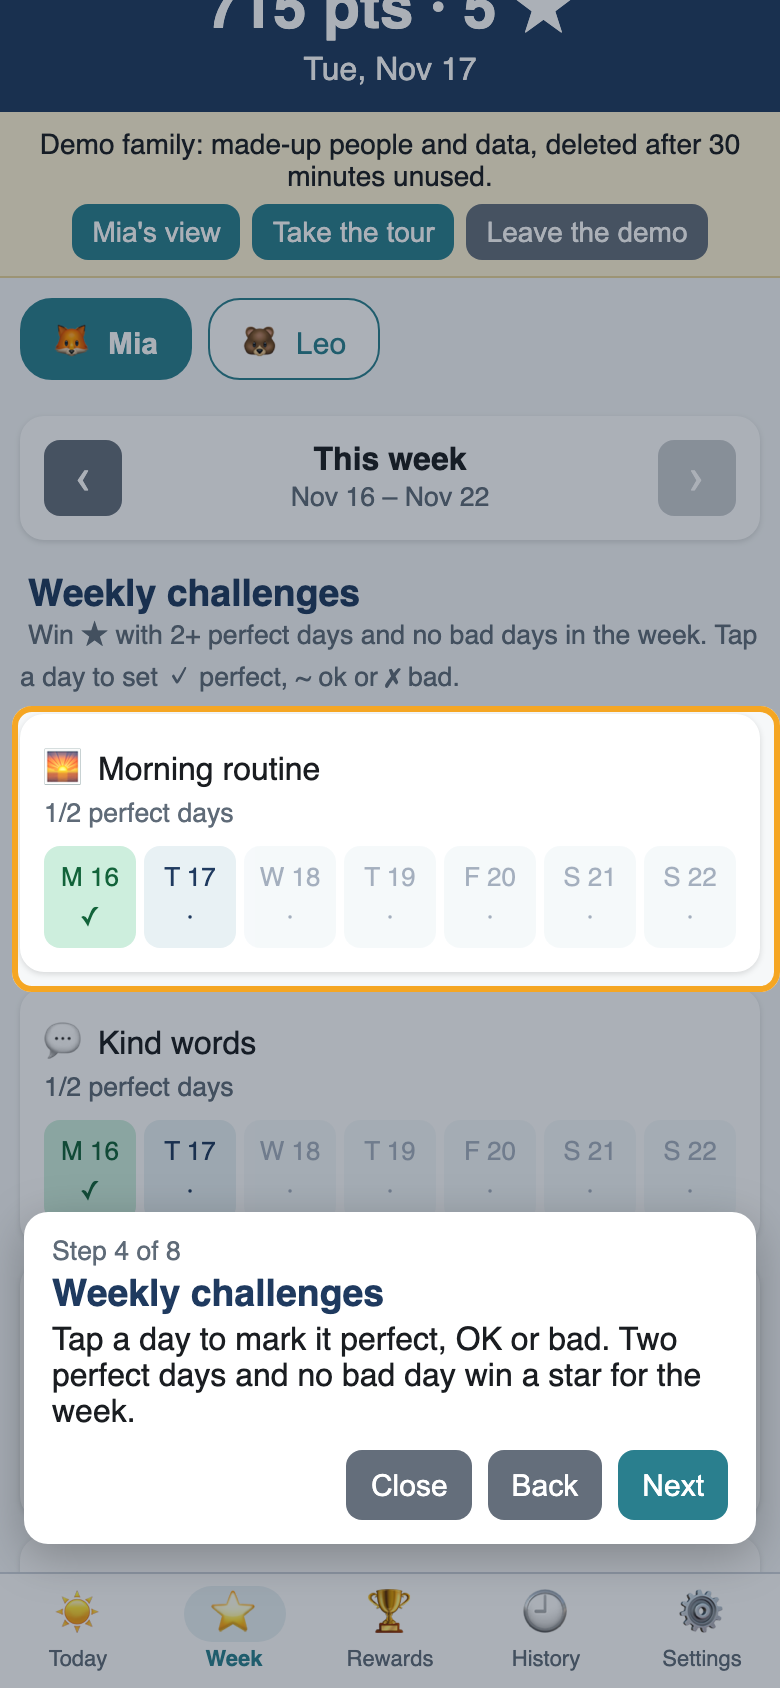 715 pts · 5 ★
Tue, Nov 17
Demo family: made-up people and data, deleted after 30
minutes unused.
Mia's view
Take the tour
Leave the demo
Mia
Leo
‹
This week
›
Nov 16 – Nov 22
Weekly challenges
Win ★ with 2+ perfect days and no bad days in the week. Tap
a day to set ✓ perfect, ~ ok or ✗ bad.
Morning routine
1/2 perfect days
M 16 T 17 W 18 T 19 F 20 S 21 S 22
✓ · · · · · ·
Kind words
1/2 perfect days
M 16 T 17 W 18 T 19 F 20 S 21 S 22
✓ · · · · · ·
Step 4 of 8
Weekly challenges
Tap a day to mark it perfect, OK or bad. Two
perfect days and no bad day win a star for the
week.
Close
Back
Next
Today
Week
Rewards
History
Settings